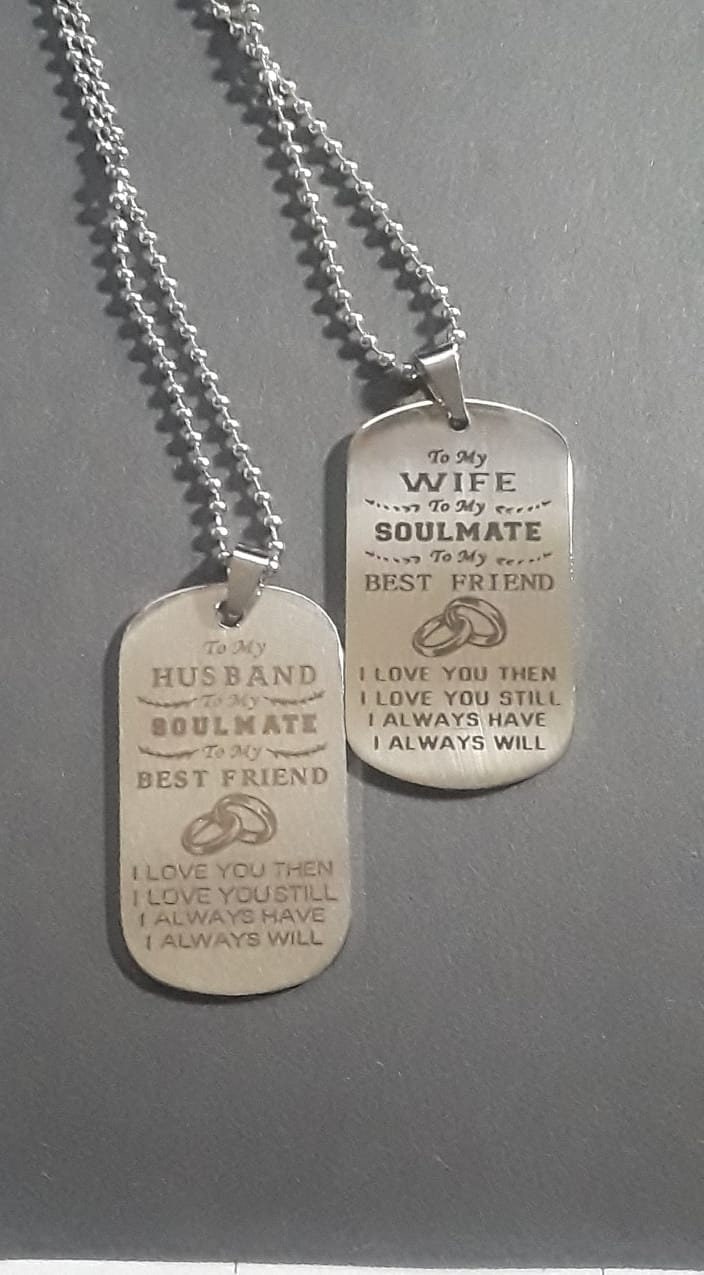 To My
HUSBAND
To My
SOULMATE
To My
BEST FRIEND
I LOVE YOU THEN
I LOVE YOU STILL
I ALWAYS HAVE
I ALWAYS WILL
To My
WIFE
To My
SOULMATE
To My
BEST FRIEND
I LOVE YOU THEN
I LOVE YOU STILL
I ALWAYS HAVE
I ALWAYS WILL